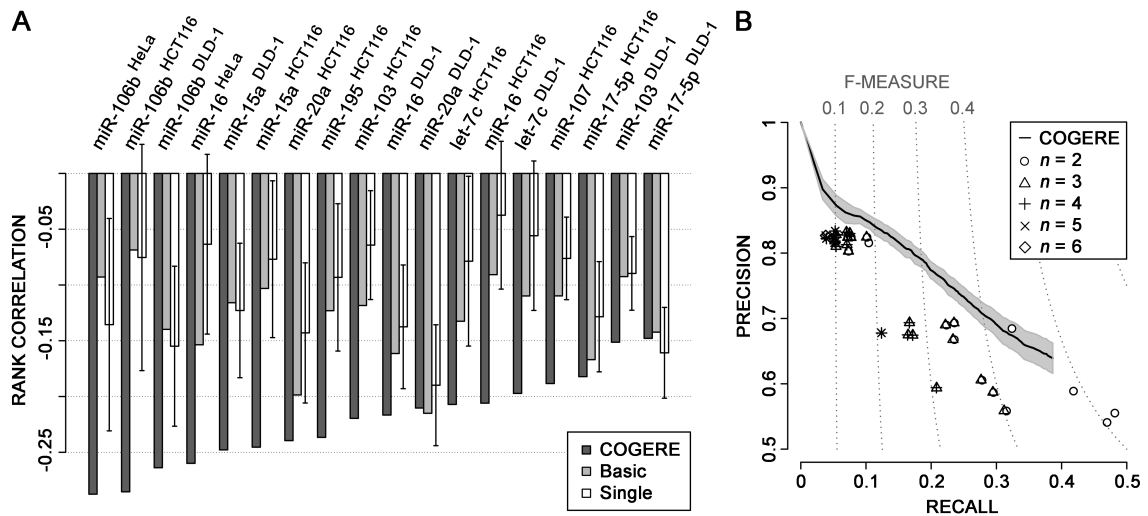 A
miR-106b HeLa
miR-106b HCT116
miR-106b DLD-1
miR-16 HeLa
miR-15a DLD-1
miR-15a HCT116
miR-20a HCT116
miR-195 HCT116
miR-103 HCT116
miR-16 DLD-1
miR-20a DLD-1
let-7c HCT116
miR-16 HCT116
let-7c DLD-1
miR-107 HCT116
miR-17-5p HCT116
miR-103 DLD-1
miR-17-5p DLD-1
RANK CORRELATION
-0.05
-0.15
-0.25
COGERE
Basic
Single
B
F-MEASURE
0.1 0.2 0.3 0.4
COGERE
n = 2
n = 3
n = 4
n = 5
n = 6
PRECISION
1
0.9
0.8
0.7
0.6
0.5
0 0.1 0.2 0.3 0.4 0.5
RECALL